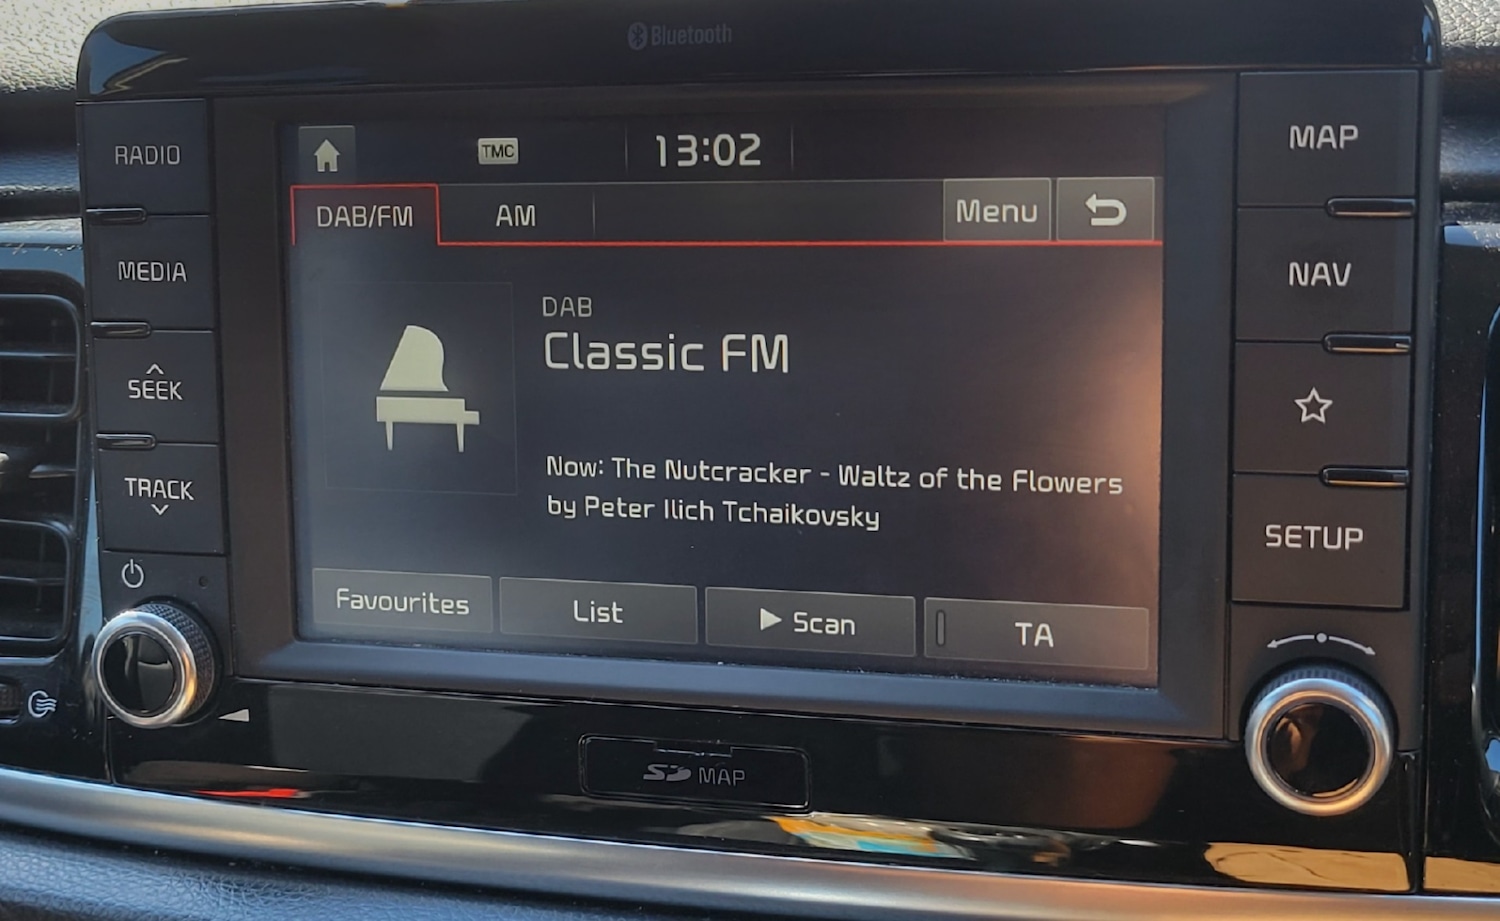 Bluetooth
RADIO
MEDIA
SEEK
TRACK
TMC
13:02
DAB/FM
AM
Menu
DAB
Classic FM
Now: The Nutcracker - Waltz of the Flowers
by Peter Ilich Tchaikovsky
Favourites
List
Scan
TA
MAP
NAV
SETUP
SD MAP